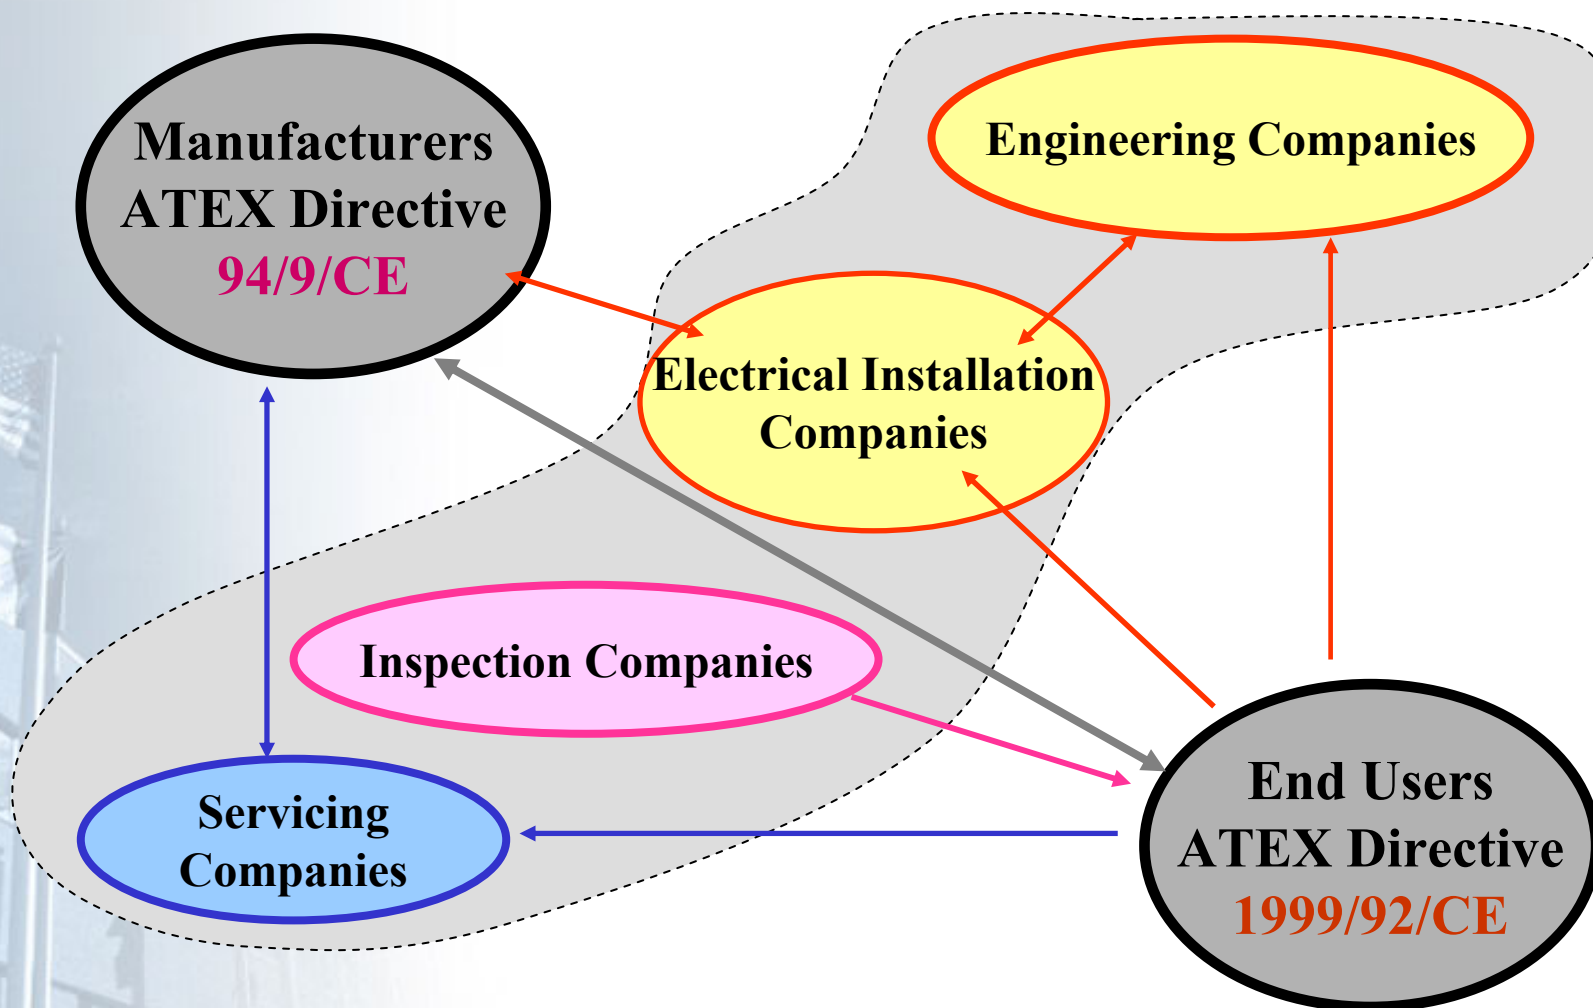 Manufacturers
ATEX Directive
94/9/CE
Engineering Companies
Electrical Installation
Companies
Inspection Companies
Servicing
Companies
End Users
ATEX Directive
1999/92/CE